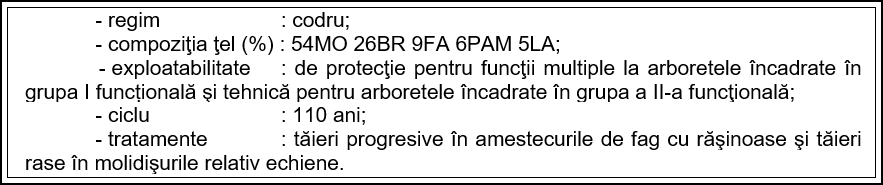 - regim : codru;
- compoziţia ţel (%) : 54MO 26BR 9FA 6PAM 5LA;
- exploatabilitate : de protecţie pentru funcţii multiple la arboretele încadrate în
grupa I funcțională şi tehnică pentru arboretele încadrate în grupa a II-a funcţională;
- ciclu : 110 ani;
- tratamente : tăieri progresive în amestecurile de fag cu răşinoase şi tăieri
rase în molidişurile relativ echiene.